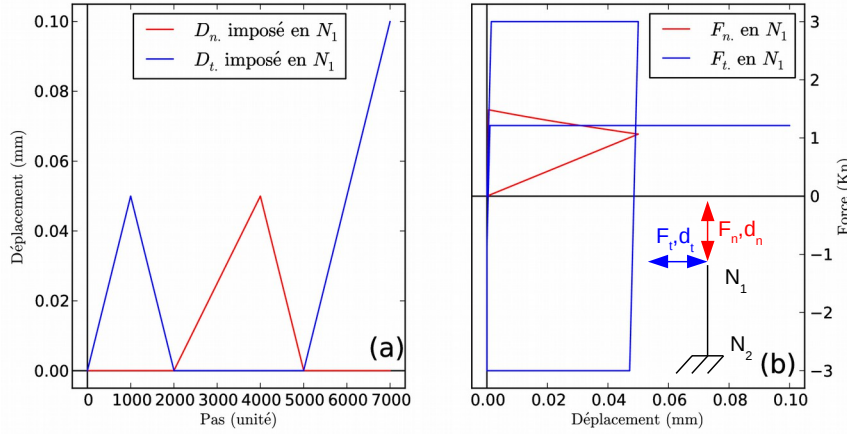 0.10
0.08
0.06
0.04
0.02
0.00
Déplacement (mm)
D_n. imposé en N_1
D_t. imposé en N_1
(a)
0 1000 2000 3000 4000 5000 6000 7000
Pas (unité)
F_n. en N_1
F_t. en N_1
3
2
1
0
−1
−2
−3
Force (Kn)
F_t,d_t
F_n,d_n
N_1
N_2
(b)
0.00 0.02 0.04 0.06 0.08 0.10
Déplacement (mm)